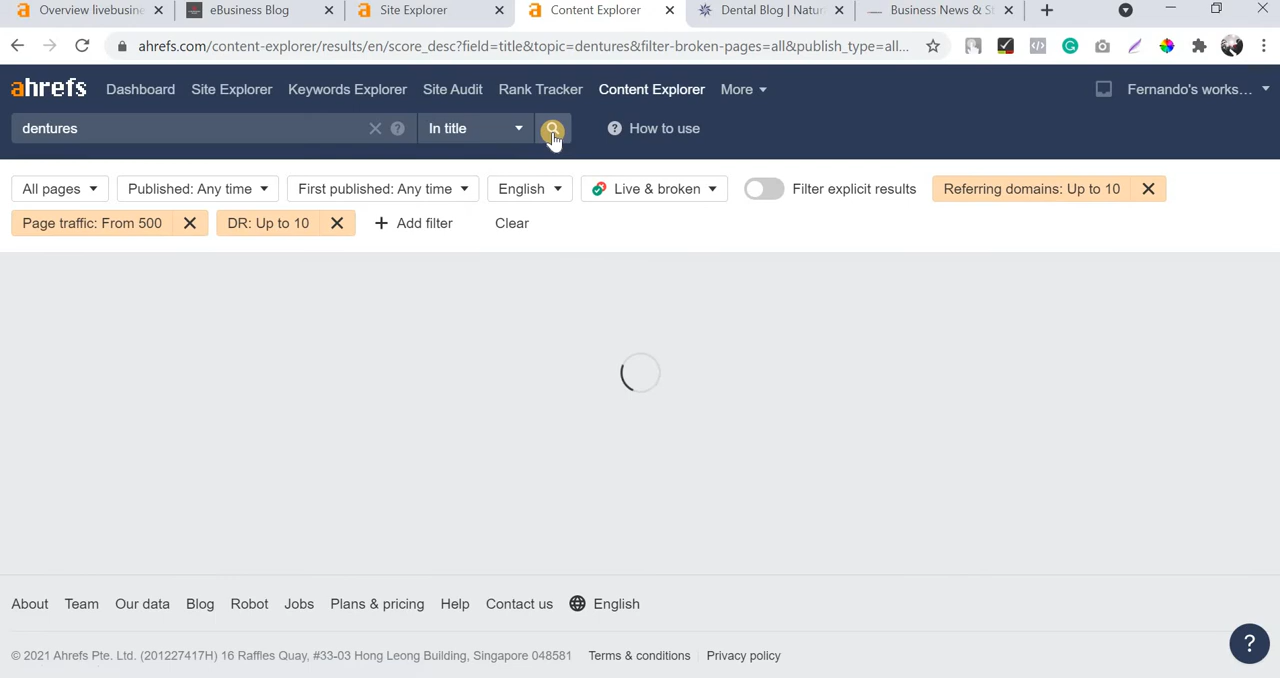 Overview livebusine
eBusiness Blog
Site Explorer
Content Explorer
Dental Blog | Natur
Business News & St
ahrefs.com/content-explorer/results/en/score_desc?field=title&topic=dentures&filter-broken-pages=all&publish_type=all...
ahrefs Dashboard Site Explorer Keywords Explorer Site Audit Rank Tracker Content Explorer More Fernando's works...
dentures In title How to use
All pages Published: Any time First published: Any time English Live & broken Filter explicit results Referring domains: Up to 10
Page traffic: From 500 DR: Up to 10 Add filter Clear
About Team Our data Blog Robot Jobs Plans & pricing Help Contact us English
© 2021 Ahrefs Pte. Ltd. (201227417H) 16 Raffles Quay, #33-03 Hong Leong Building, Singapore 048581 Terms & conditions Privacy policy
?